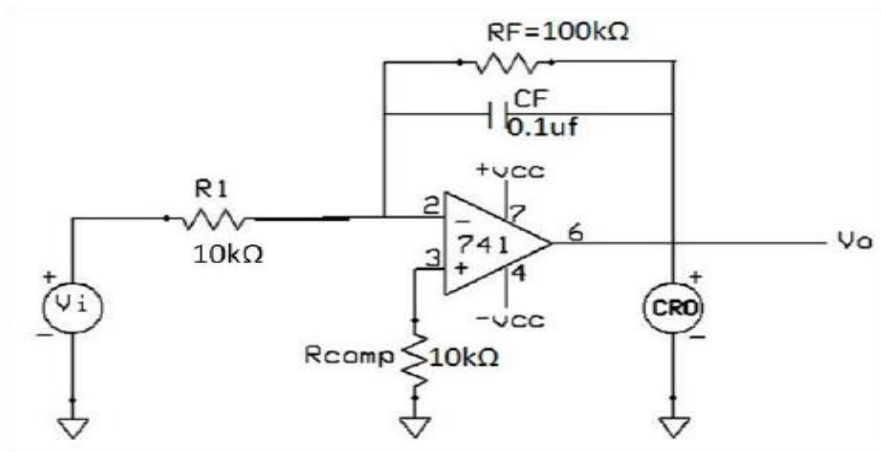 RF=100kΩ
CF
0.1uf
+VCC
R1
10kΩ
2
-
7
741
6
Vo
3
+
4
-VCC
+
Vi
-
+
CRO
-
Rcomp
10kΩ